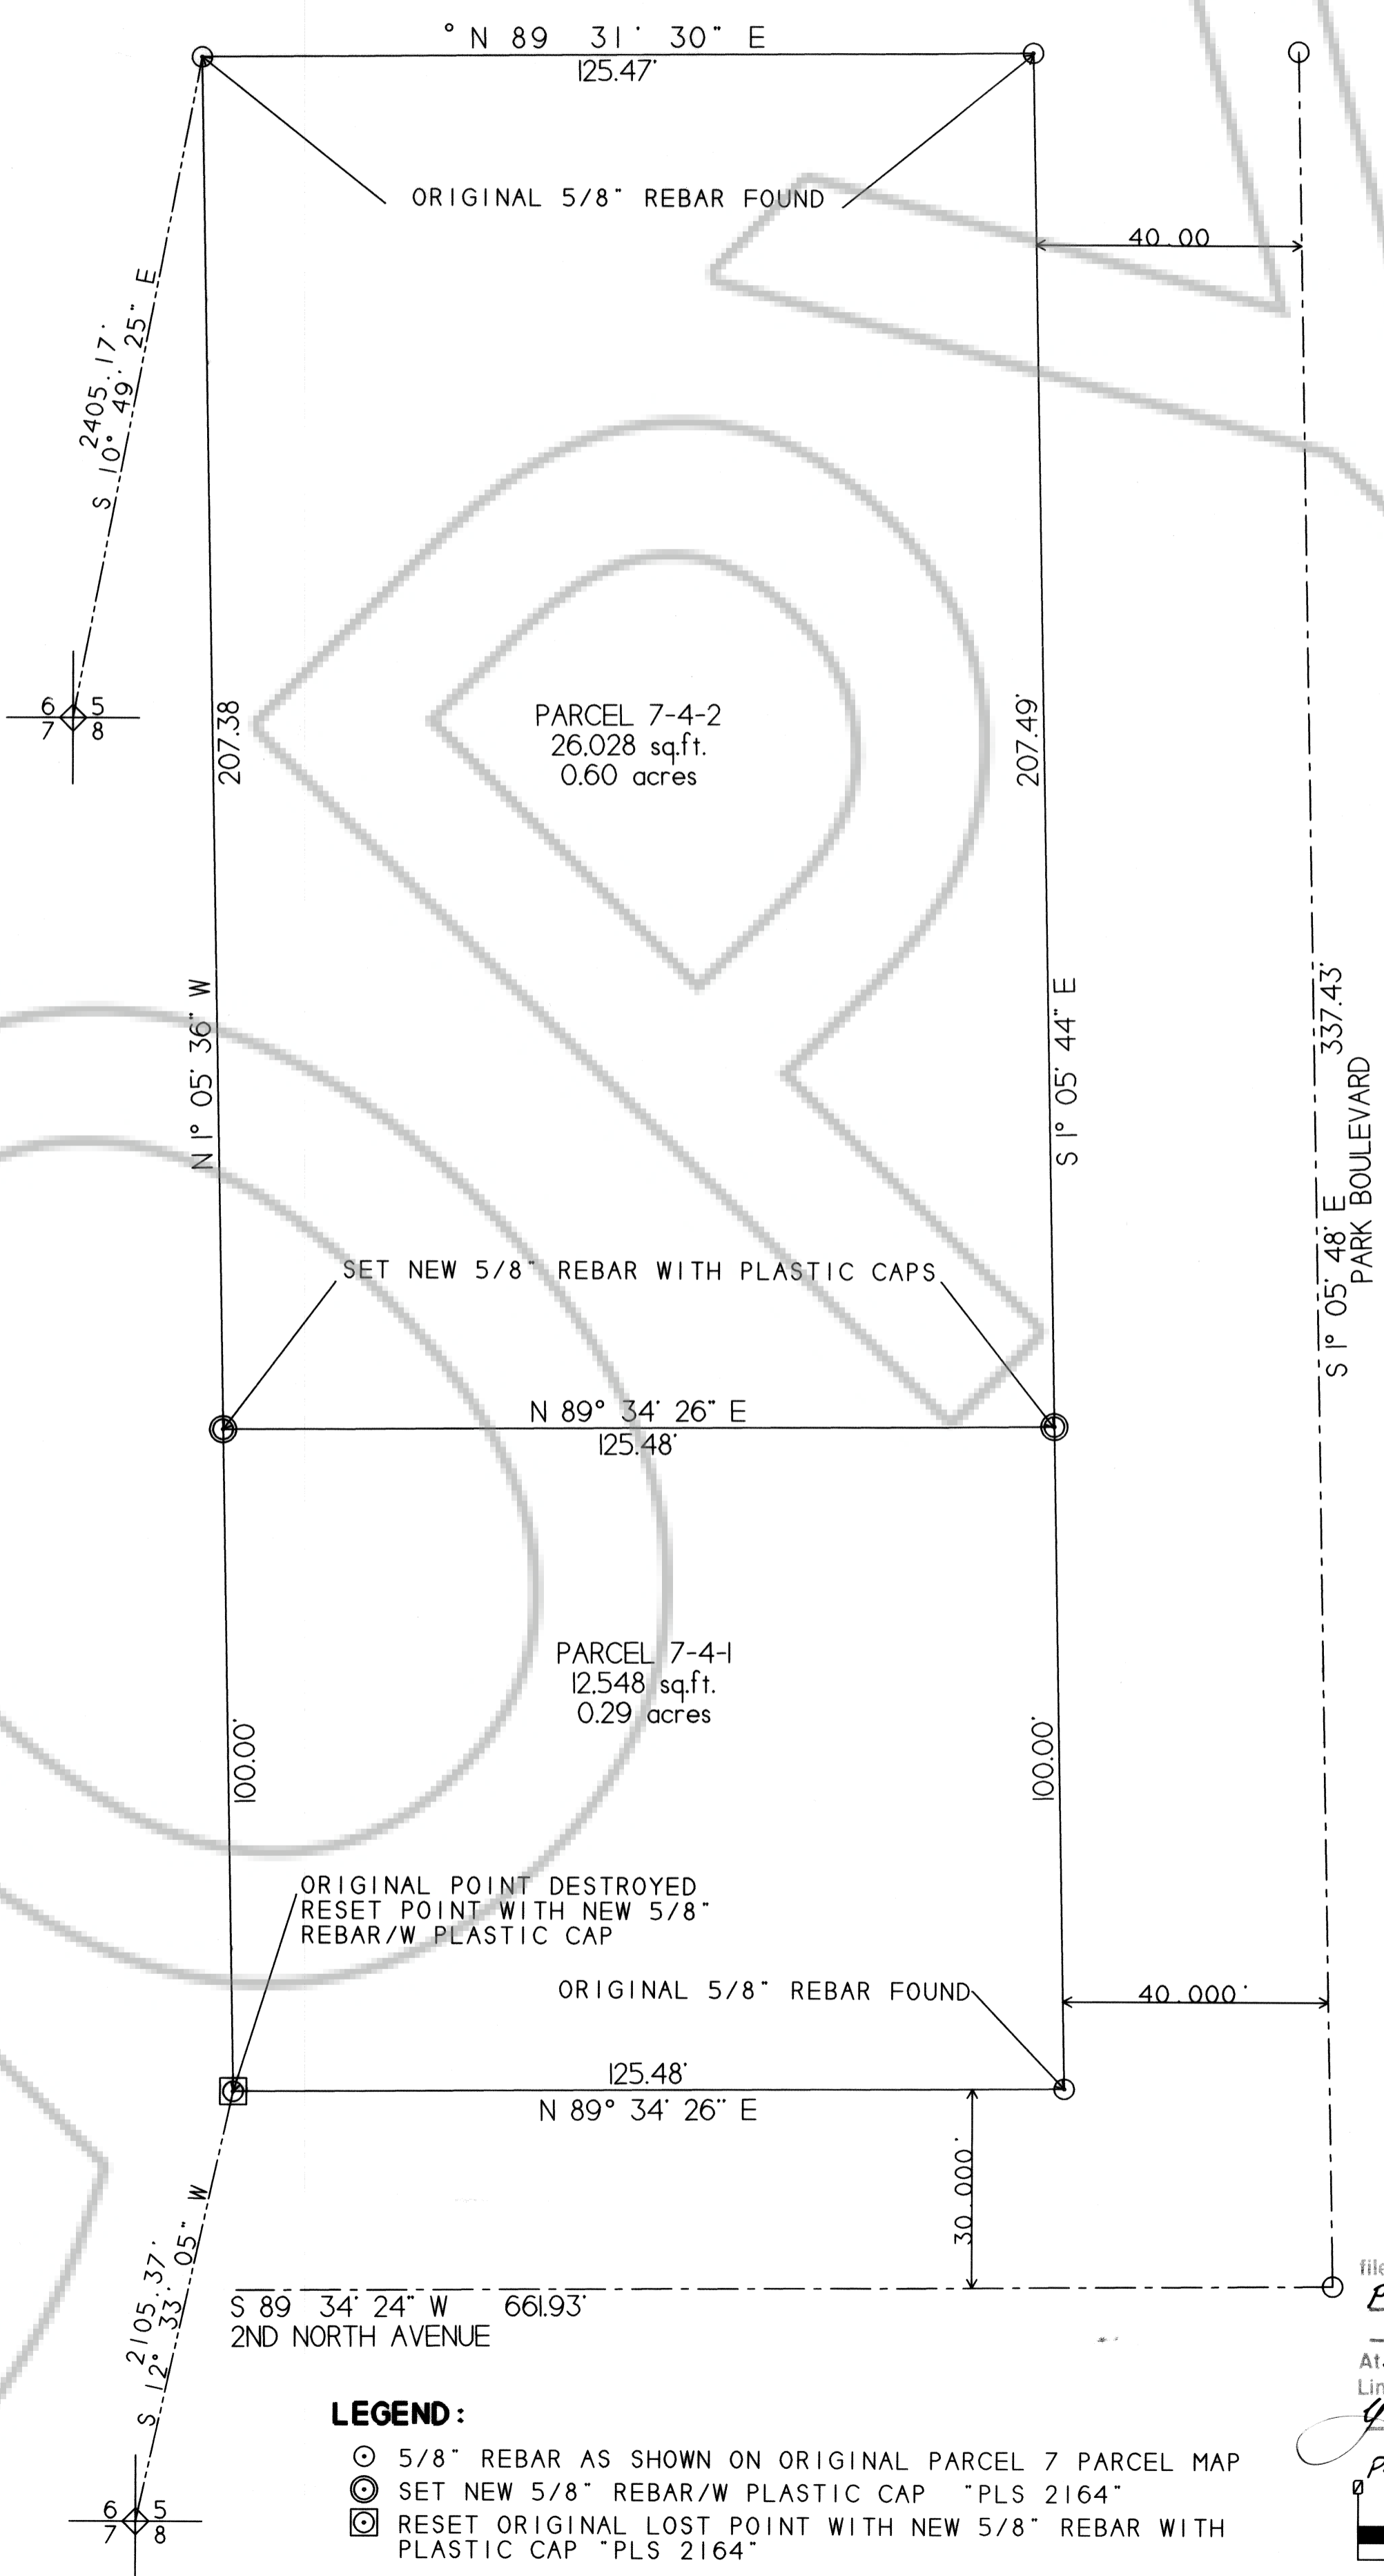 ° N 89 31' 30" E
125.47'
ORIGINAL 5/8" REBAR FOUND
40.00
2405.17'
S 10° 49' 25" E
6 5
7 8
207.38
PARCEL 7-4-2
26.028 sq.ft.
0.60 acres
207.49'
N 1° 05' 36" W
S 1° 05' 44" E
337.43'
S 1° 05' 48' E
PARK BOULEVARD
SET NEW 5/8" REBAR WITH PLASTIC CAPS
N 89° 34' 26" E
125.48'
PARCEL 7-4-1
12.548 sq.ft.
0.29 acres
100.00'
100.00'
ORIGINAL POINT DESTROYED
RESET POINT WITH NEW 5/8"
REBAR/W PLASTIC CAP
ORIGINAL 5/8" REBAR FOUND
40.000'
125.48'
N 89° 34' 26" E
30.000'
2105.37'
S 12° 33' 05" W
S 89 34' 24" W 661.93'
2ND NORTH AVENUE
LEGEND:
5/8" REBAR AS SHOWN ON ORIGINAL PARCEL 7 PARCEL MAP
SET NEW 5/8" REBAR/W PLASTIC CAP "PLS 2164"
RESET ORIGINAL LOST POINT WITH NEW 5/8" REBAR WITH
PLASTIC CAP "PLS 2164"
6 5
7 8